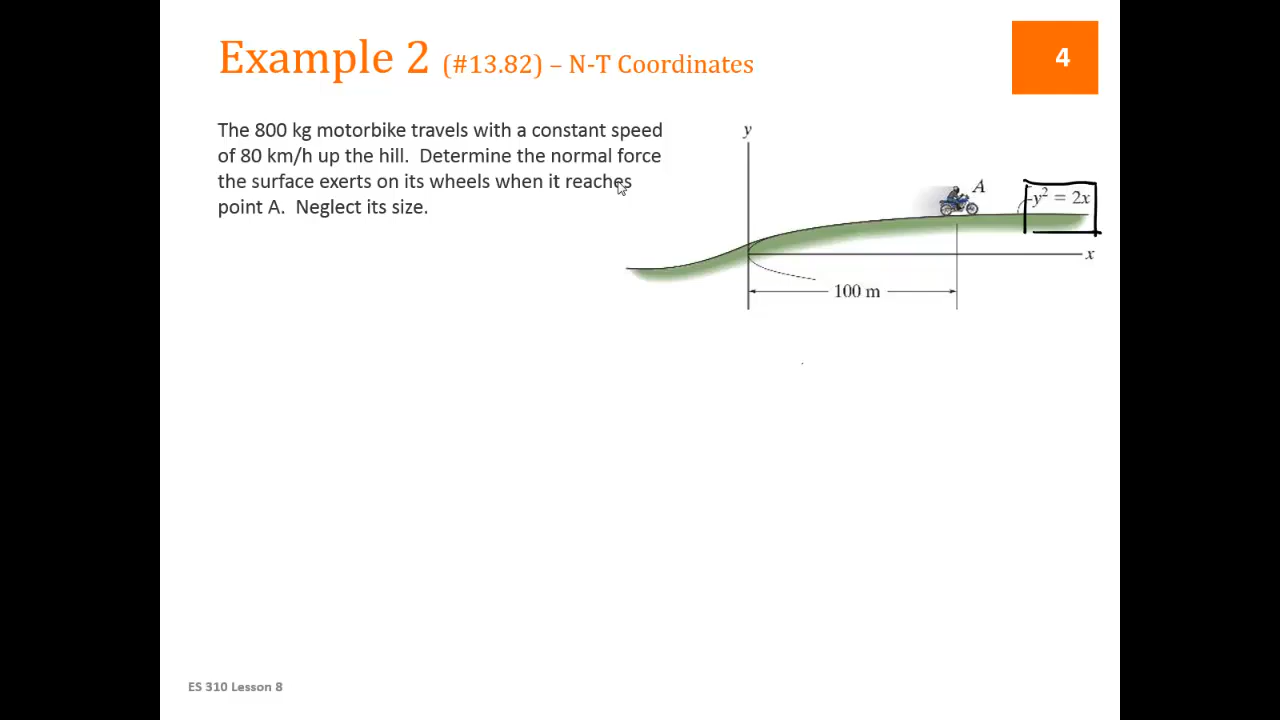 Example 2 (#13.82) – N-T Coordinates
4
The 800 kg motorbike travels with a constant speed
of 80 km/h up the hill.  Determine the normal force
the surface exerts on its wheels when it reaches
point A.  Neglect its size.
y
A
y² = 2x
x
100 m
ES 310 Lesson 8